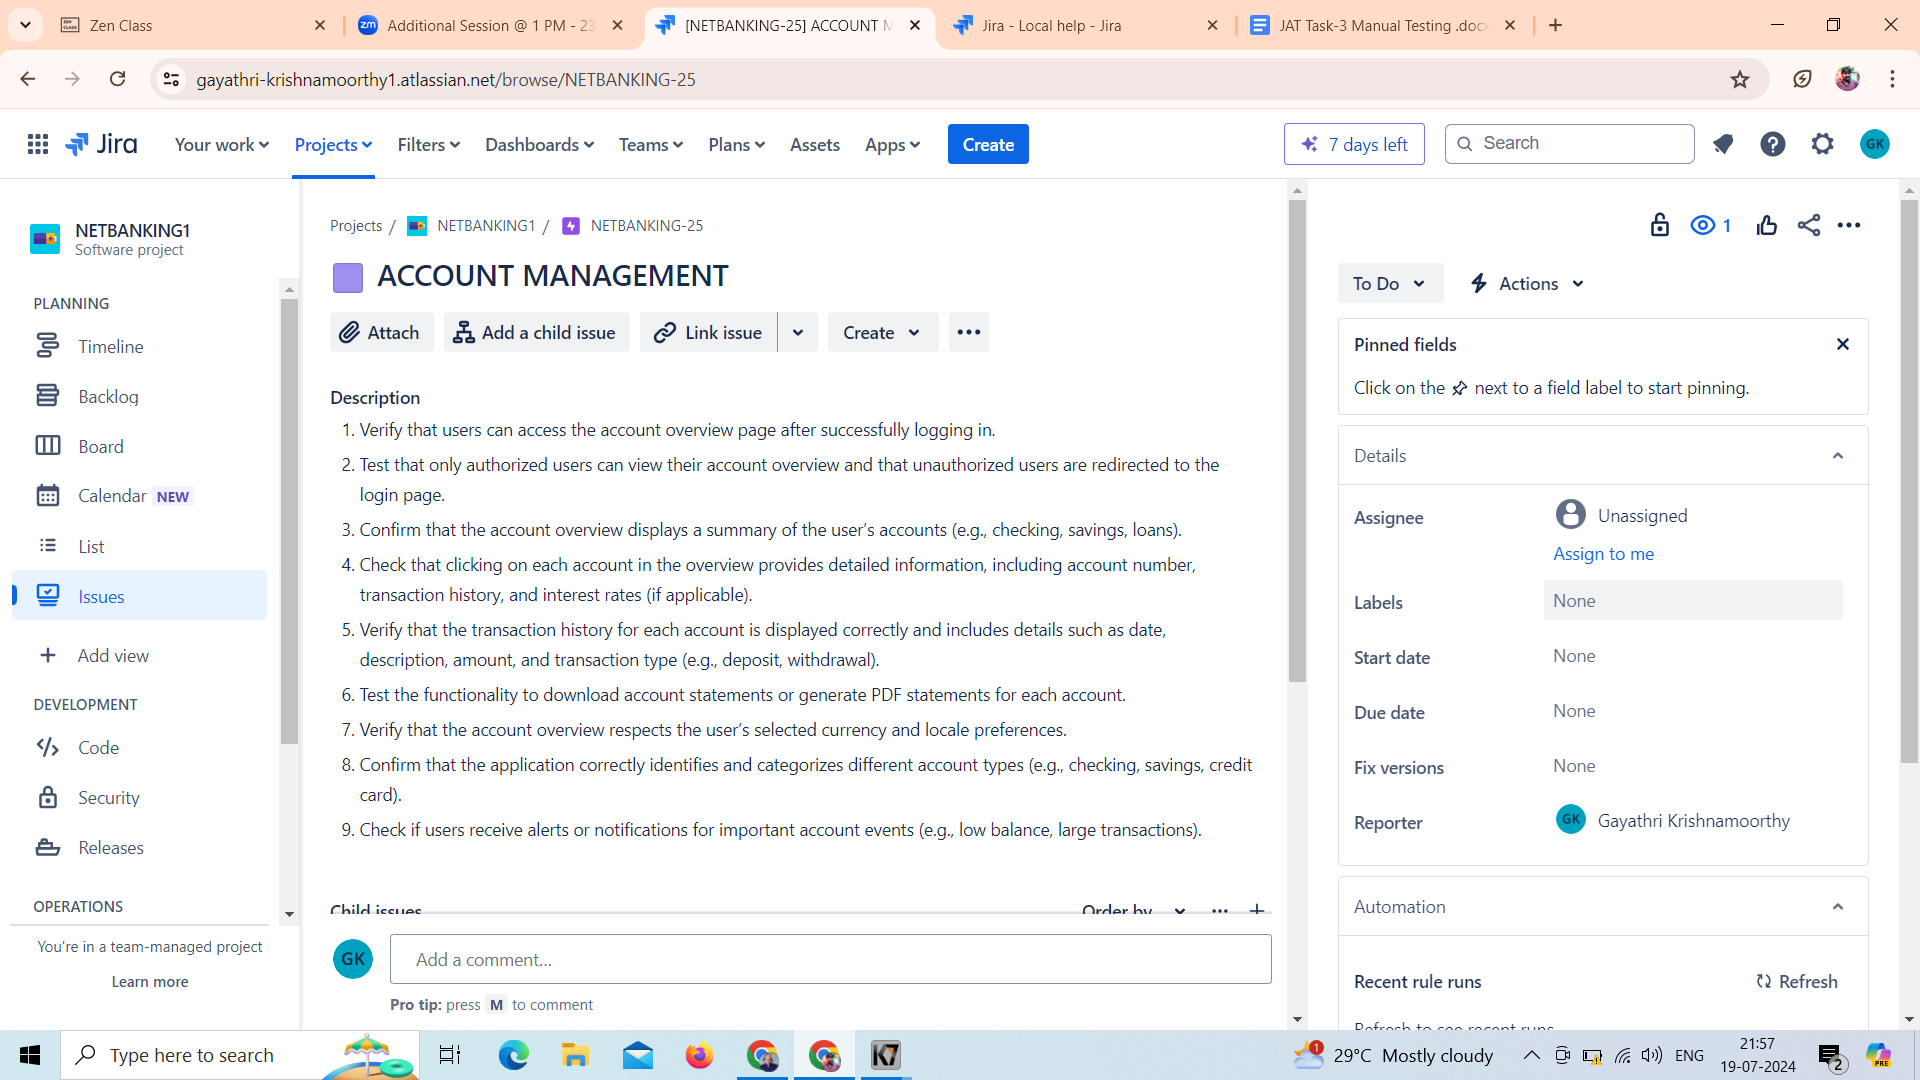 Zen Class
Additional Session @ 1 PM - 23
[NETBANKING-25] ACCOUNT M
Jira - Local help - Jira
JAT Task-3 Manual Testing .docx
gayathri-krishnamoorthy1.atlassian.net/browse/NETBANKING-25
Jira
Your work
Projects
Filters
Dashboards
Teams
Plans
Assets
Apps
Create
7 days left
Search
GK
NETBANKING1
Software project
PLANNING
Timeline
Backlog
Board
Calendar NEW
List
Issues
Add view
DEVELOPMENT
Code
Security
Releases
OPERATIONS
You're in a team-managed project
Learn more
Projects / NETBANKING1 / NETBANKING-25
ACCOUNT MANAGEMENT
Attach
Add a child issue
Link issue
Create
Description
1. Verify that users can access the account overview page after successfully logging in.
2. Test that only authorized users can view their account overview and that unauthorized users are redirected to the
login page.
3. Confirm that the account overview displays a summary of the user’s accounts (e.g., checking, savings, loans).
4. Check that clicking on each account in the overview provides detailed information, including account number,
transaction history, and interest rates (if applicable).
5. Verify that the transaction history for each account is displayed correctly and includes details such as date,
description, amount, and transaction type (e.g., deposit, withdrawal).
6. Test the functionality to download account statements or generate PDF statements for each account.
7. Verify that the account overview respects the user’s selected currency and locale preferences.
8. Confirm that the application correctly identifies and categorizes different account types (e.g., checking, savings, credit
card).
9. Check if users receive alerts or notifications for important account events (e.g., low balance, large transactions).
Child issues
Order by
GK
Add a comment...
Pro tip: press M to comment
1
To Do
Actions
Pinned fields
Click on the next to a field label to start pinning.
Details
Assignee
Unassigned
Assign to me
Labels
None
Start date
None
Due date
None
Fix versions
None
Reporter
GK
Gayathri Krishnamoorthy
Automation
Recent rule runs
Refresh
Refresh to see recent runs
Type here to search
1
29°C Mostly cloudy
ENG
21:57
19-07-2024
2
PRE